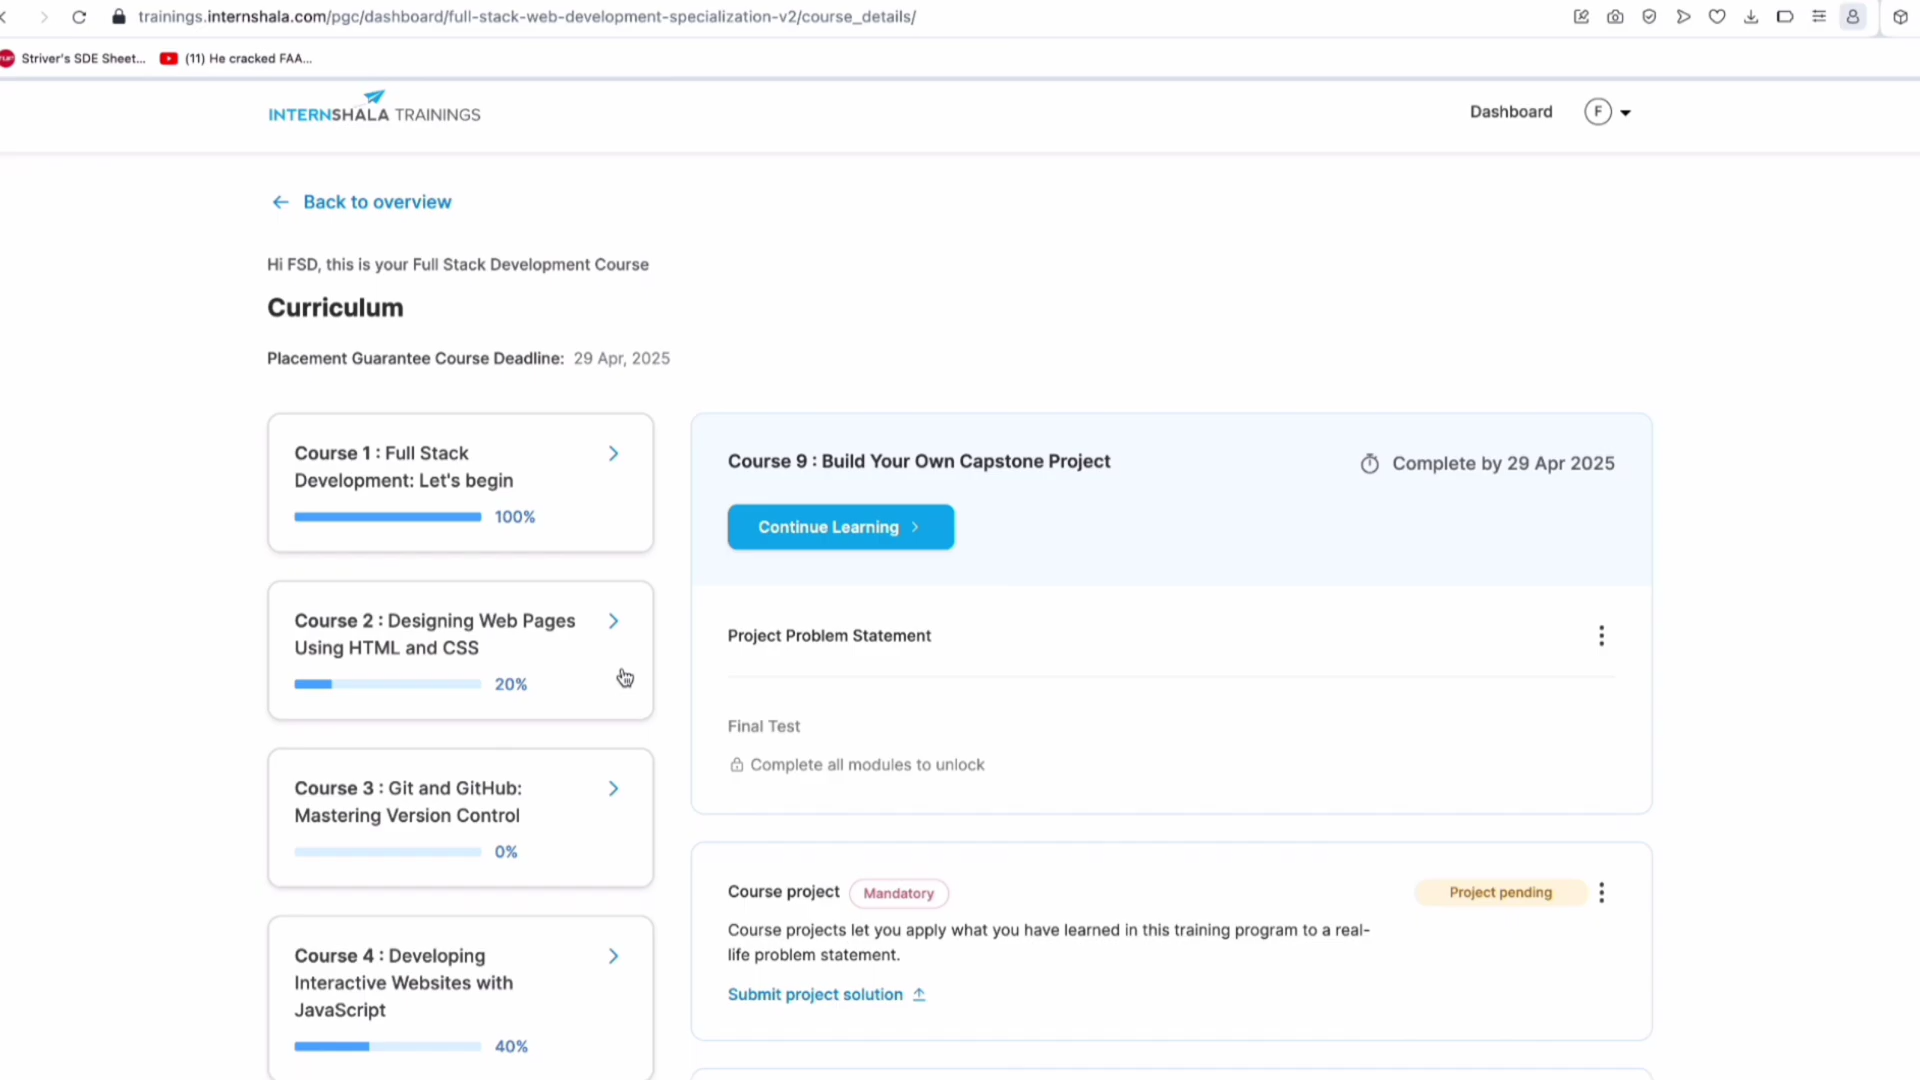 trainings.internshala.com/pgc/dashboard/full-stack-web-development-specialization-v2/course_details/
Striver's SDE Sheet... (11) He cracked FAA...
INTERNSHALA TRAININGS
Dashboard F
Back to overview
Hi FSD, this is your Full Stack Development Course
Curriculum
Placement Guarantee Course Deadline: 29 Apr, 2025
Course 1 : Full Stack
Development: Let's begin
100%
Course 2 : Designing Web Pages
Using HTML and CSS
20%
Course 3 : Git and GitHub:
Mastering Version Control
0%
Course 4 : Developing
Interactive Websites with
JavaScript
40%
Course 9 : Build Your Own Capstone Project
Complete by 29 Apr 2025
Continue Learning
Project Problem Statement
Final Test
Complete all modules to unlock
Course project Mandatory
Project pending
Course projects let you apply what you have learned in this training program to a real-
life problem statement.
Submit project solution